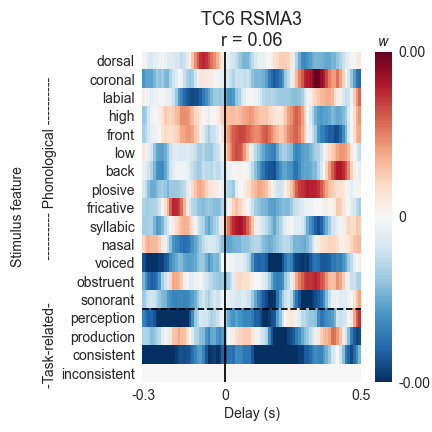 TC6 RSMA3
r = 0.06
w
dorsal
coronal
labial
high
front
low
back
plosive
fricative
syllabic
nasal
voiced
obstruent
sonorant
perception
production
consistent
inconsistent
Stimulus feature
-Task-related-
---------- Phonological ----------
0.00
0
-0.00
-0.3
0
0.5
Delay (s)